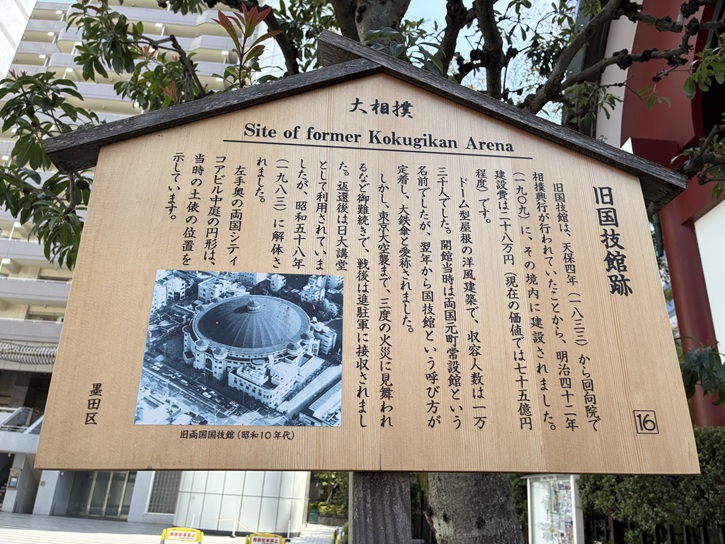 大相撲
Site of former Kokugikan Arena
旧国技館跡
旧国技館は、天保四年（一八三三）から回向院で
相撲興行が行われていたことから、明治四十二年
（一九〇九）に、その境内に建設されました。
建設費は二十八万円（現在の価値では七十五億円
程度）です。
ドーム型屋根の洋風建築で、収容人数は一万
三千人でした。開館当時は両国元町常設館という
名前でしたが、翌年から国技館という呼び方が
定着し、大鉄傘と愛称されました。
しかし、東京大空襲まで、三度の火災に見舞われ
るなど御難続きで、戦後は進駐軍に接収されまし
た。返還後は日大講堂
として利用されていま
したが、昭和五十八年
（一九八三）に解体さ
れました。
左手奥の両国シティ
コアビル中庭の円形は、
当時の土俵の位置を
示しています。
旧両国国技館（昭和10年代）
墨田区
16